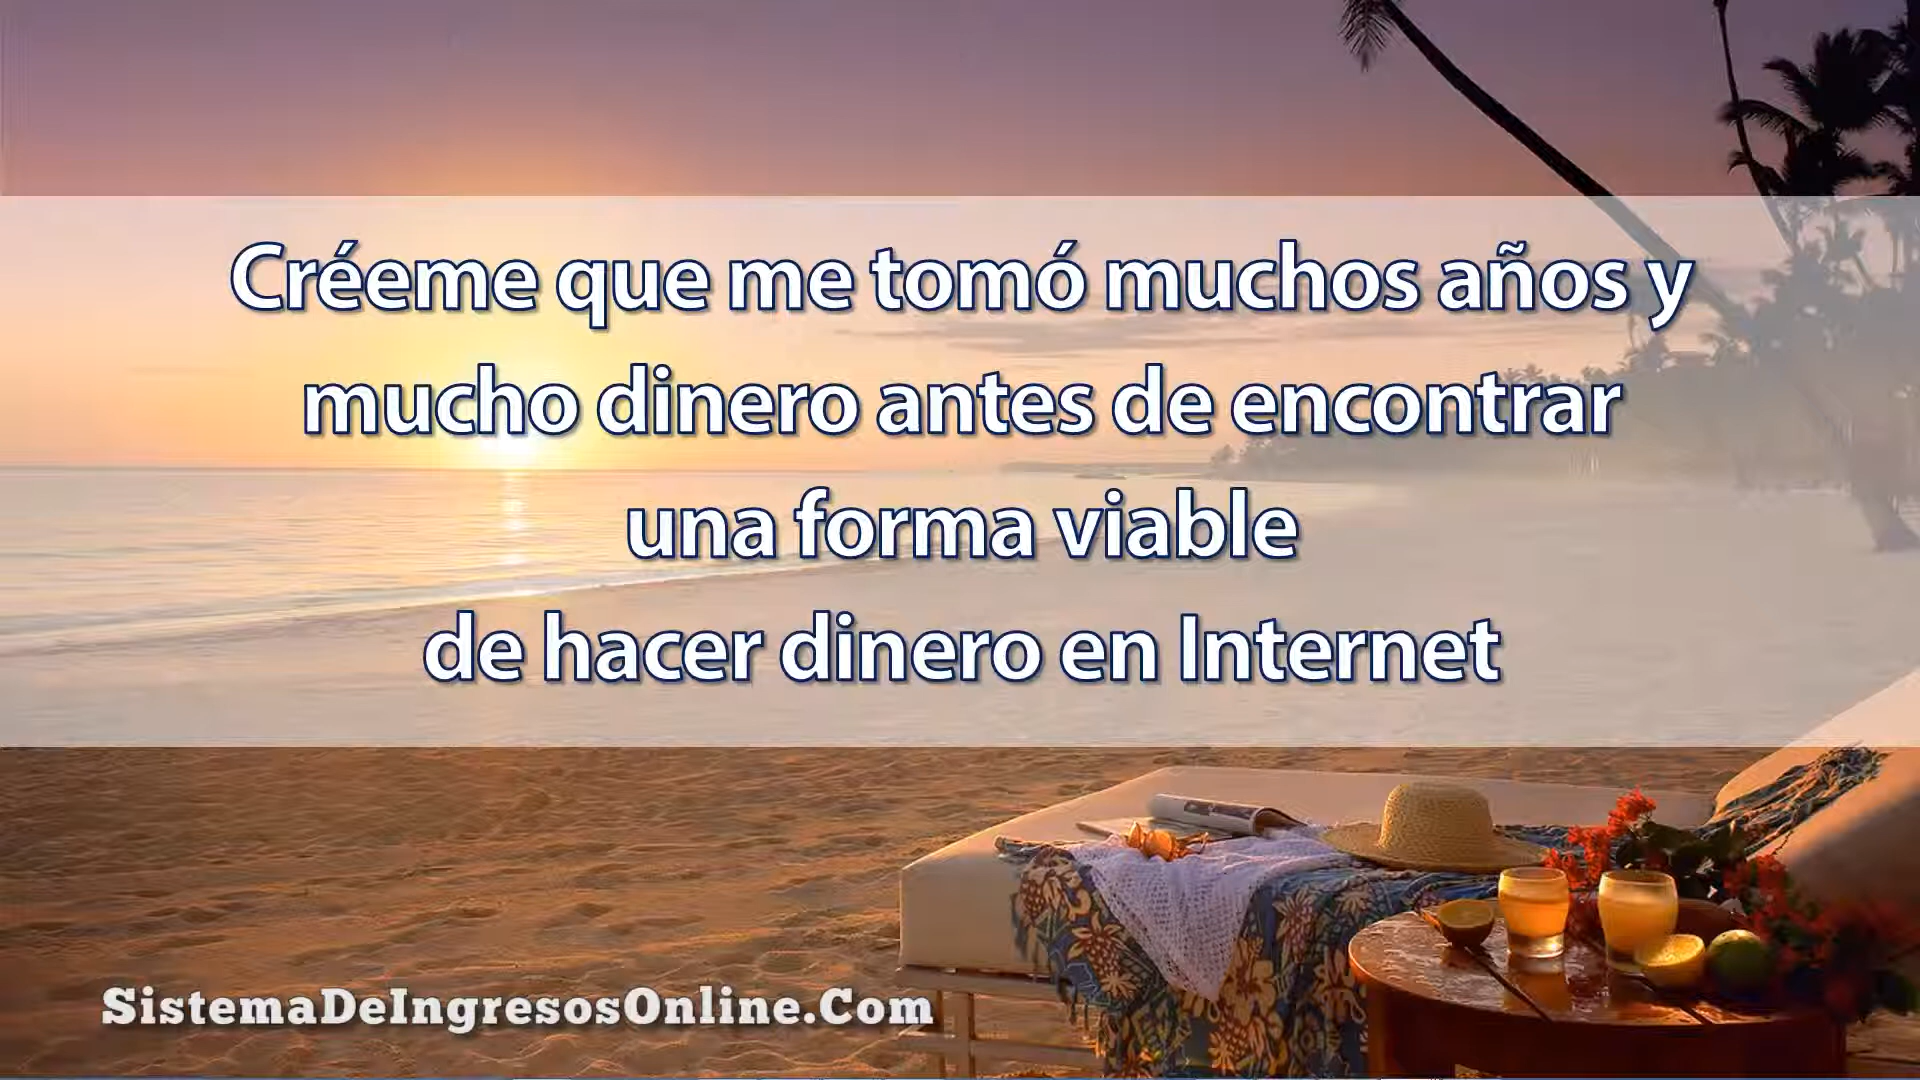 Créeme que me tomó muchos años y
mucho dinero antes de encontrar
una forma viable
de hacer dinero en Internet
SistemaDeIngresosOnline.Com